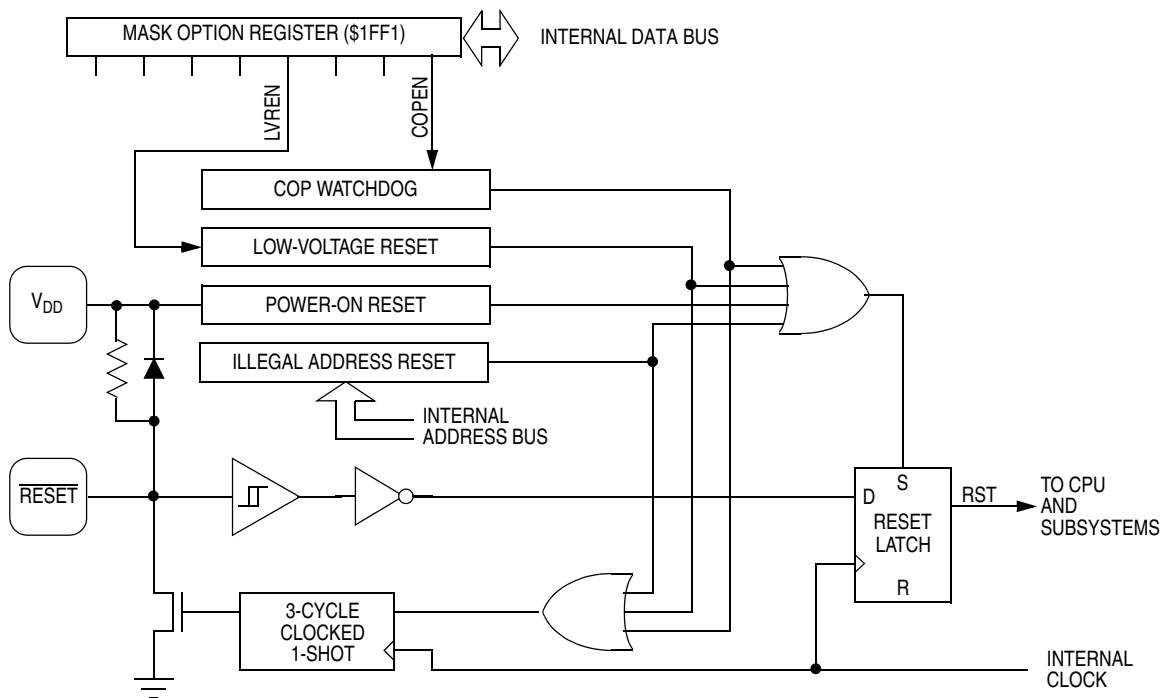 MASK OPTION REGISTER ($1FF1)
INTERNAL DATA BUS
LVREN
COPEN
COP WATCHDOG
LOW-VOLTAGE RESET
VDD
POWER-ON RESET
ILLEGAL ADDRESS RESET
INTERNAL
ADDRESS BUS
RESET
D
S
RESET
LATCH
R
RST
TO CPU
AND
SUBSYSTEMS
3-CYCLE
CLOCKED
1-SHOT
INTERNAL
CLOCK